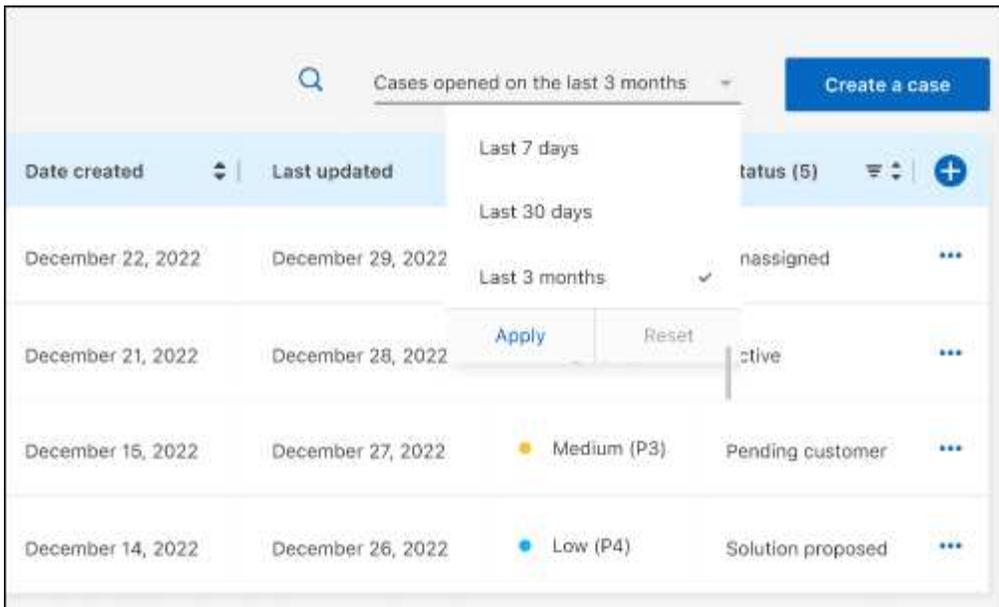 Cases opened on the last 3 months
Create a case
Date created
Last updated
tatus (5)
Last 7 days
Last 30 days
Last 3 months
Apply
Reset
December 22, 2022
December 29, 2022
nassigned
December 21, 2022
December 28, 2022
ctive
December 15, 2022
December 27, 2022
Medium (P3)
Pending customer
December 14, 2022
December 26, 2022
Low (P4)
Solution proposed